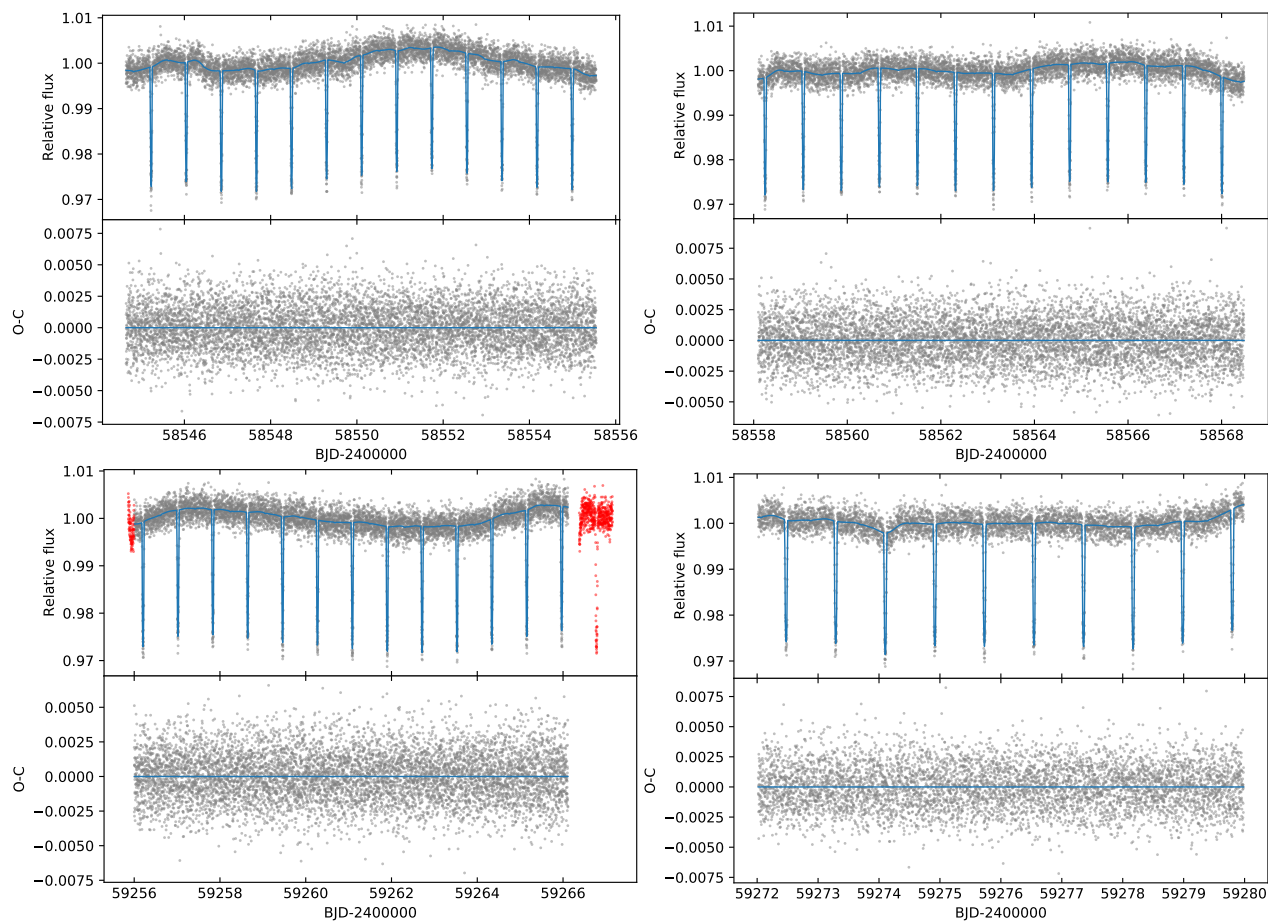 1.01
1.00
0.99
0.98
0.97
Relative flux
0.0075
0.0050
0.0025
0.0000
−0.0025
−0.0050
−0.0075
O-C
58546 58548 58550 58552 58554 58556
BJD-2400000
1.01
1.00
0.99
0.98
0.97
Relative flux
0.0075
0.0050
0.0025
0.0000
−0.0025
−0.0050
O-C
58558 58560 58562 58564 58566 58568
BJD-2400000
1.01
1.00
0.99
0.98
0.97
Relative flux
0.0050
0.0025
0.0000
−0.0025
−0.0050
−0.0075
O-C
59256 59258 59260 59262 59264 59266
BJD-2400000
1.01
1.00
0.99
0.98
0.97
Relative flux
0.0075
0.0050
0.0025
0.0000
−0.0025
−0.0050
−0.0075
O-C
59272 59273 59274 59275 59276 59277 59278 59279 59280
BJD-2400000